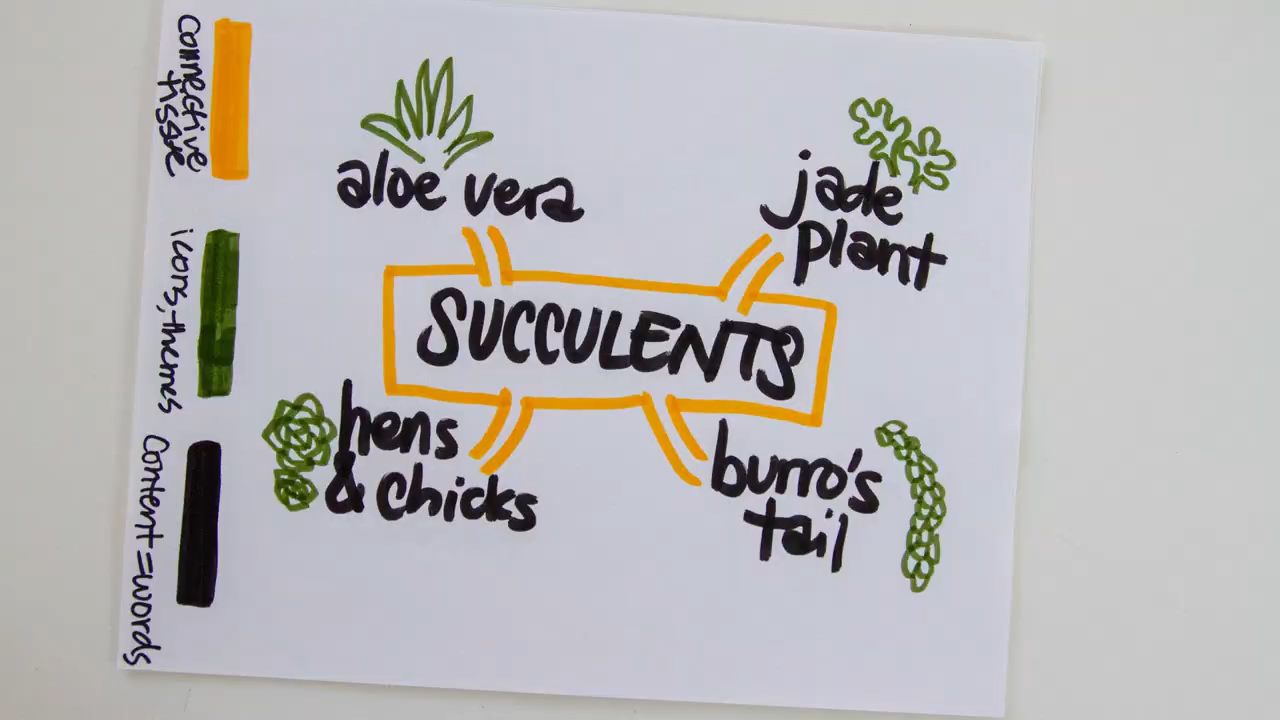 connective
tissue
icons, themes
Content=words
aloe vera
jade
plant
SUCCULENTS
hens
& chicks
burro's
tail